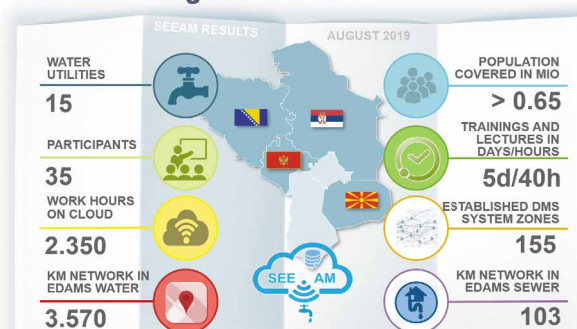 SEEAM RESULTS
AUGUST 2019
WATER
UTILITIES
15
PARTICIPANTS
35
WORK HOURS
ON CLOUD
2.350
KM NETWORK IN
EDAMS WATER
3.570
POPULATION
COVERED IN MIO
> 0.65
TRAININGS AND
LECTURES IN
DAYS/HOURS
5d/40h
ESTABLISHED DMS
SYSTEM ZONES
155
KM NETWORK IN
EDAMS SEWER
103
SEE AM